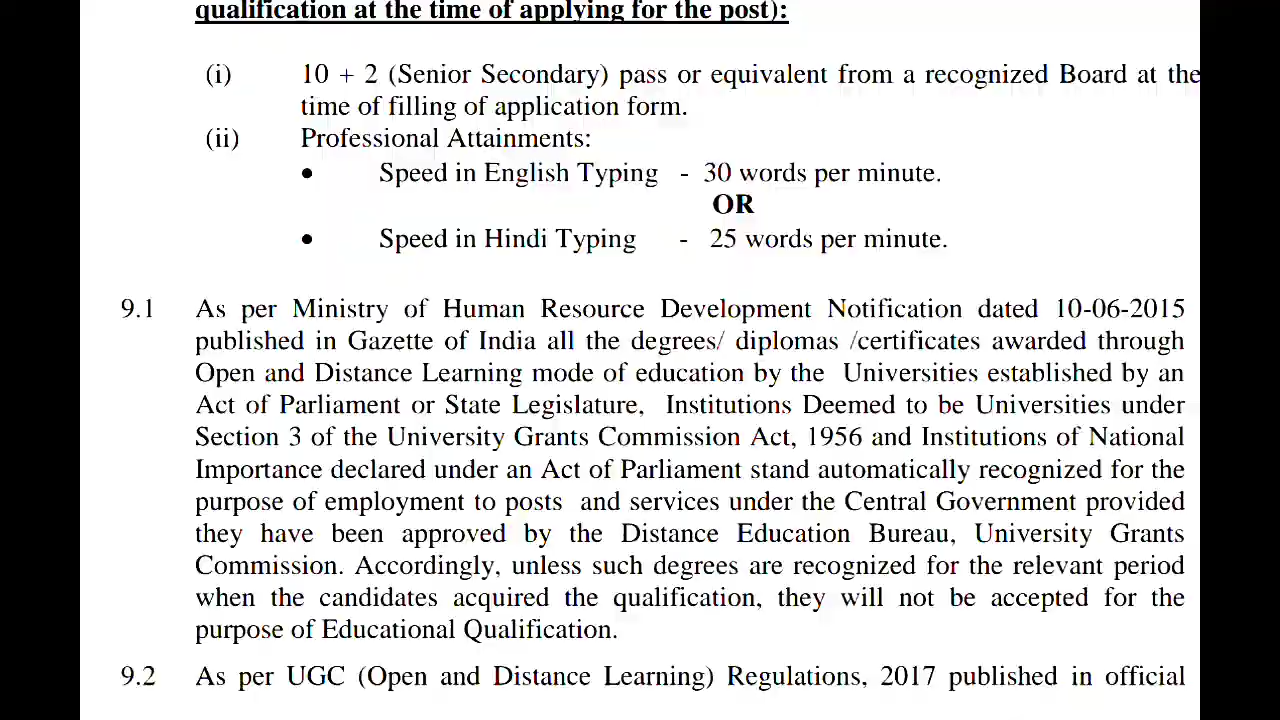 qualification at the time of applying for the post):
(i) 10 + 2 (Senior Secondary) pass or equivalent from a recognized Board at the
time of filling of application form.
(ii) Professional Attainments:
• Speed in English Typing - 30 words per minute.
OR
• Speed in Hindi Typing - 25 words per minute.
9.1 As per Ministry of Human Resource Development Notification dated 10-06-2015
published in Gazette of India all the degrees/ diplomas /certificates awarded through
Open and Distance Learning mode of education by the Universities established by an
Act of Parliament or State Legislature, Institutions Deemed to be Universities under
Section 3 of the University Grants Commission Act, 1956 and Institutions of National
Importance declared under an Act of Parliament stand automatically recognized for the
purpose of employment to posts and services under the Central Government provided
they have been approved by the Distance Education Bureau, University Grants
Commission. Accordingly, unless such degrees are recognized for the relevant period
when the candidates acquired the qualification, they will not be accepted for the
purpose of Educational Qualification.
9.2 As per UGC (Open and Distance Learning) Regulations, 2017 published in official